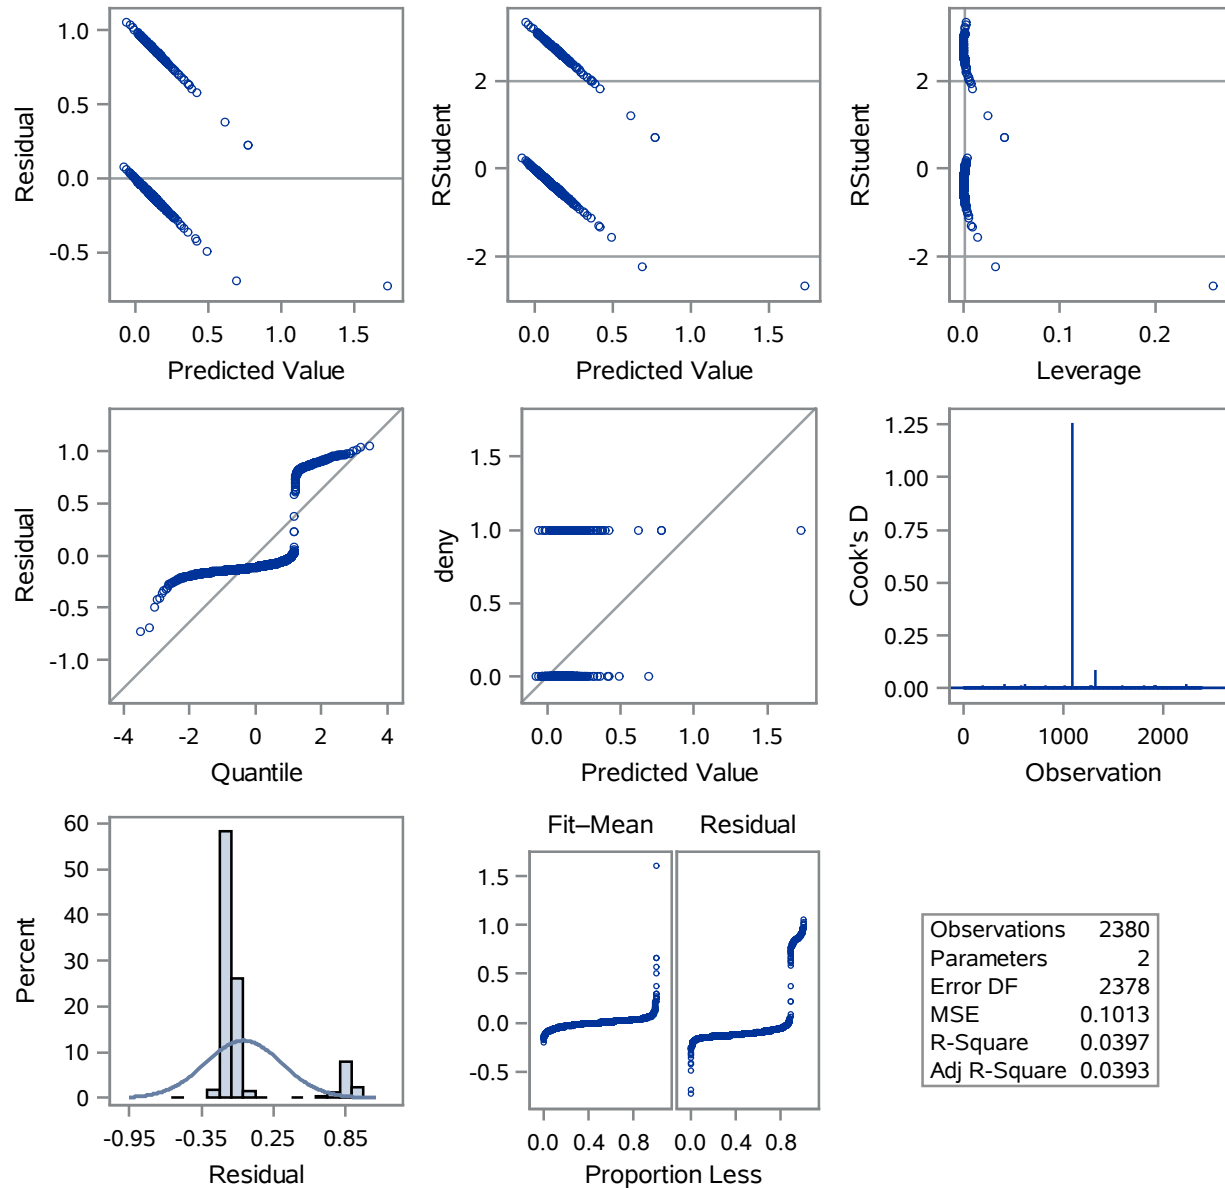 Residual
1.0
0.5
0.0
-0.5
0.0 0.5 1.0 1.5
Predicted Value
RStudent
2
0
-2
0.0 0.5 1.0 1.5
Predicted Value
RStudent
2
0
-2
0.0 0.1 0.2
Leverage
Residual
1.0
0.5
0.0
-0.5
-1.0
-4 -2 0 2 4
Quantile
deny
1.5
1.0
0.5
0.0
0.0 0.5 1.0 1.5
Predicted Value
Cook's D
1.25
1.00
0.75
0.50
0.25
0.00
0 1000 2000
Observation
Percent
60
50
40
30
20
10
0
-0.95 -0.35 0.25 0.85
Residual
Fit–Mean Residual
1.5
1.0
0.5
0.0
-0.5
0.0 0.4 0.8 0.0 0.4 0.8
Proportion Less
Observations 2380
Parameters 2
Error DF 2378
MSE 0.1013
R-Square 0.0397
Adj R-Square 0.0393